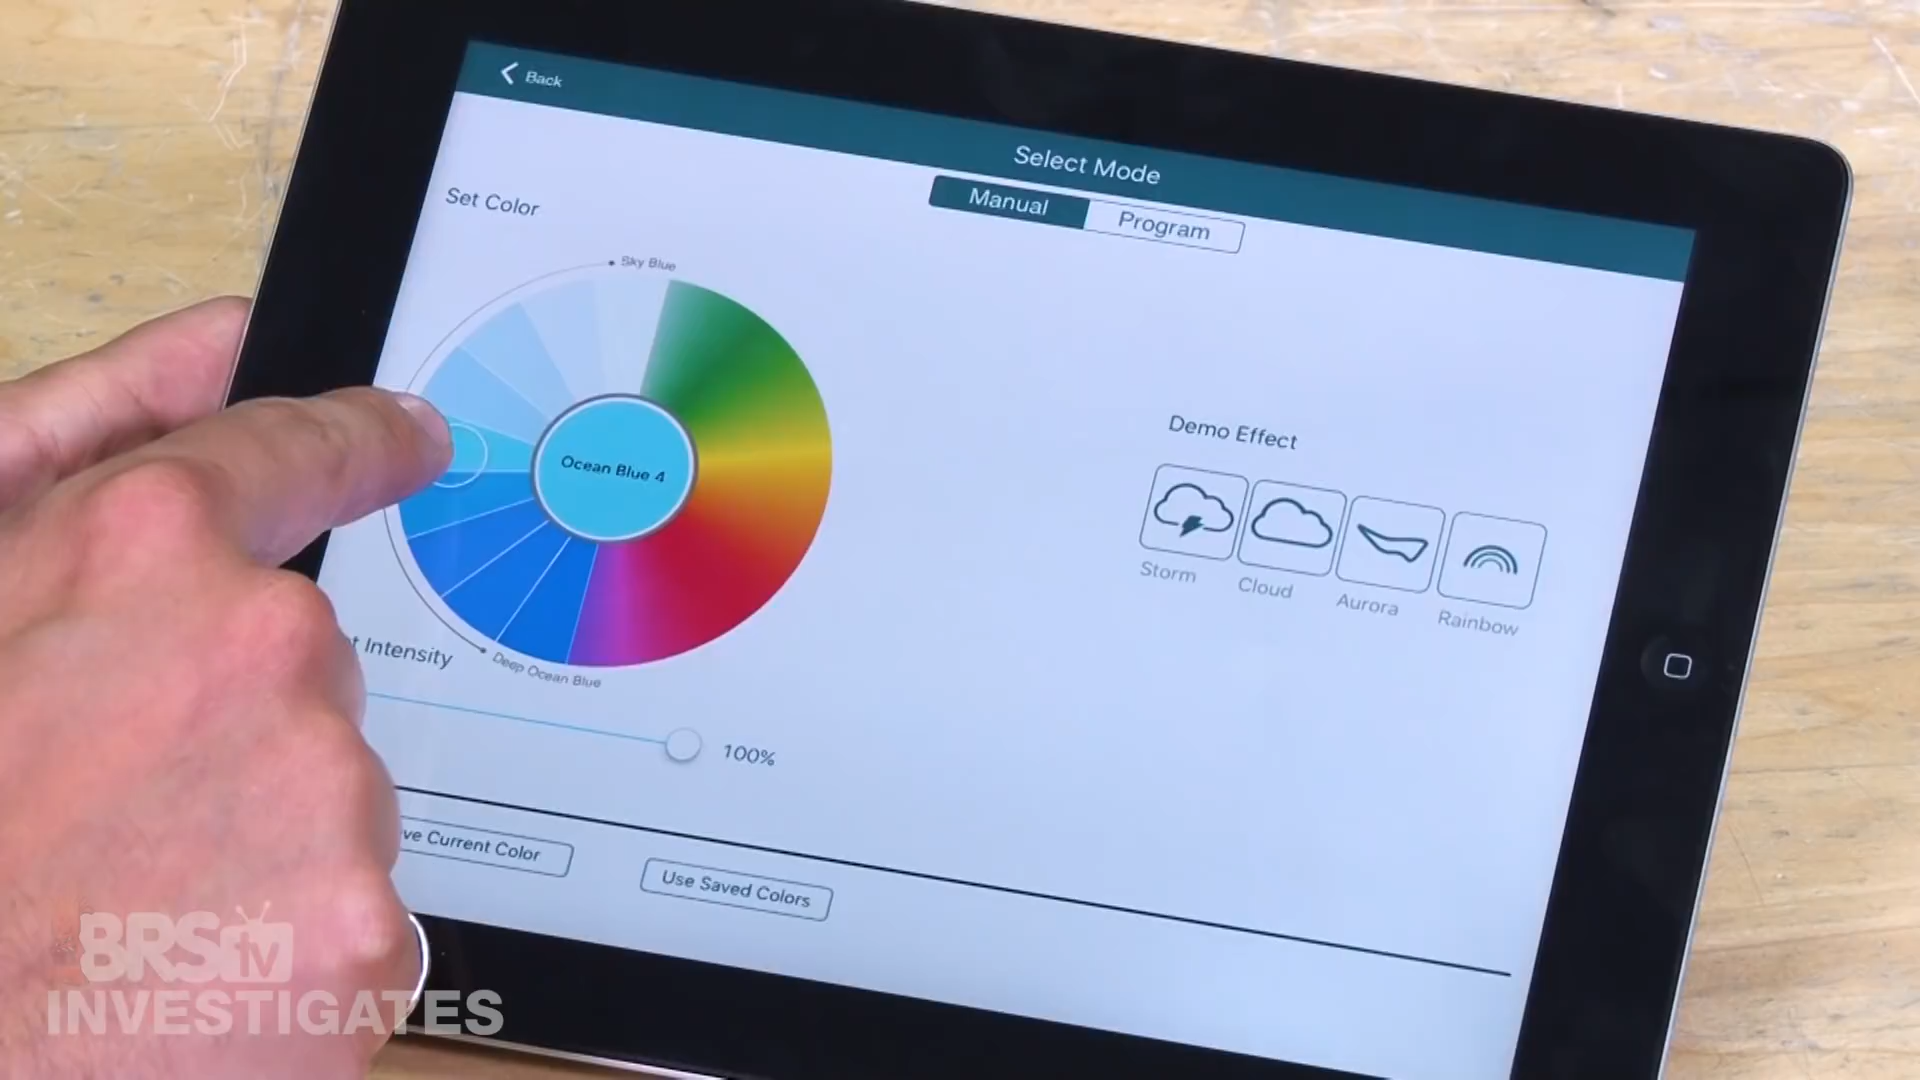 Back
Select Mode
Manual
Program
Set Color
Sky Blue
Ocean Blue 4
Deep Ocean Blue
Demo Effect
Storm
Cloud
Aurora
Rainbow
Intensity
100%
Current Color
Use Saved Colors
BRStv
INVESTIGATES